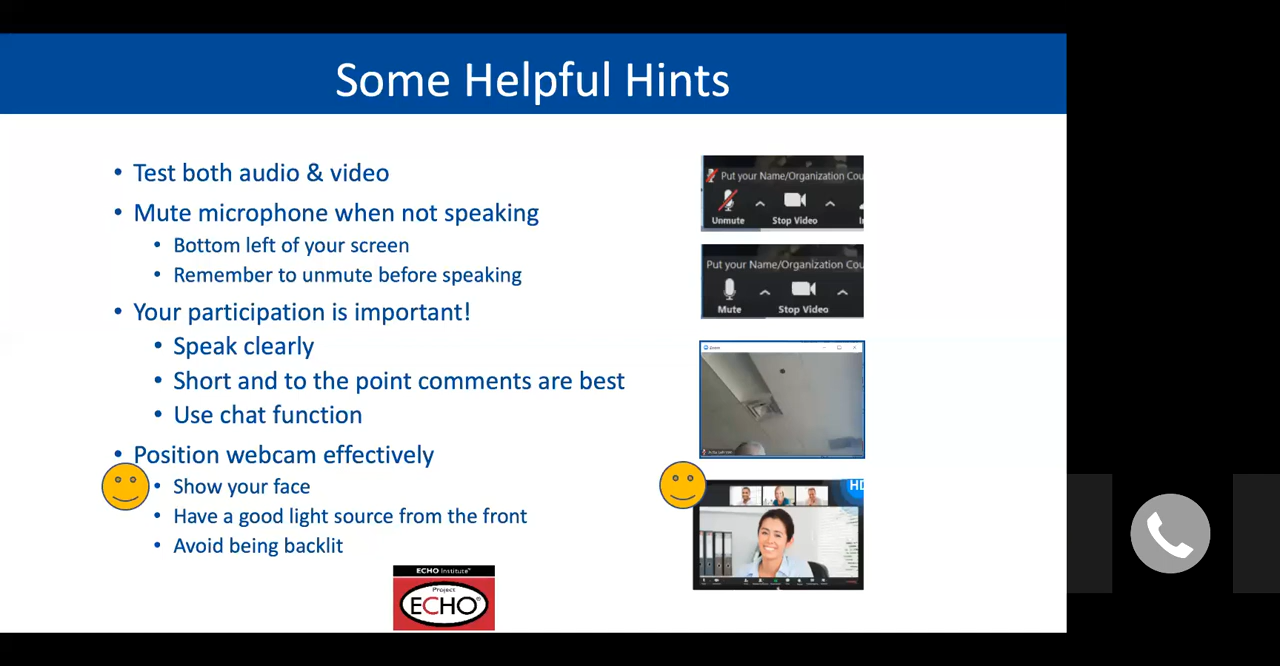 Some Helpful Hints
• Test both audio & video
• Mute microphone when not speaking
• Bottom left of your screen
• Remember to unmute before speaking
• Your participation is important!
• Speak clearly
• Short and to the point comments are best
• Use chat function
• Position webcam effectively
• Show your face
• Have a good light source from the front
• Avoid being backlit
Put your Name/Organization Cou
Unmute
Stop Video
Put your Name/Organization Cou
Mute
Stop Video
Zoom
HD
ECHO Institute™
Project
ECHO®